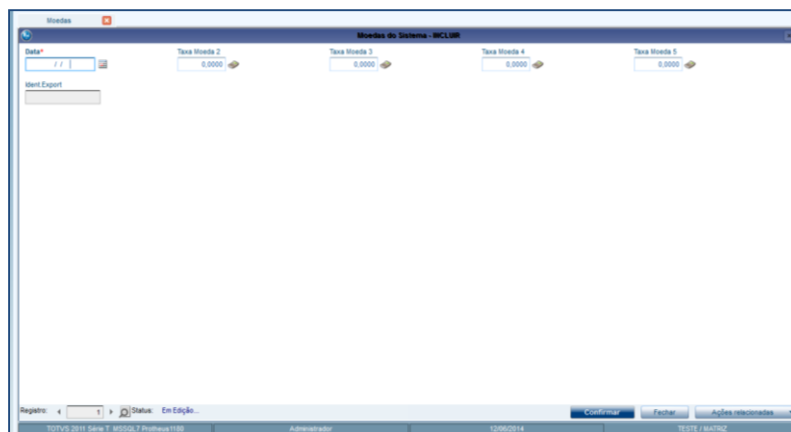 Moedas
Moedas do Sistema - INCLUIR
Data* Taxa Moeda 2 Taxa Moeda 3 Taxa Moeda 4 Taxa Moeda 5
/ / 0,0000 0,0000 0,0000 0,0000
Ident.Export
Registro: 1 Status: Em Edição... Confirmar Fechar Ações relacionadas
TOTVS 2011 Série T MSSQL7 Protheus1180 Administrador 12/06/2014 TESTE / MATRIZ